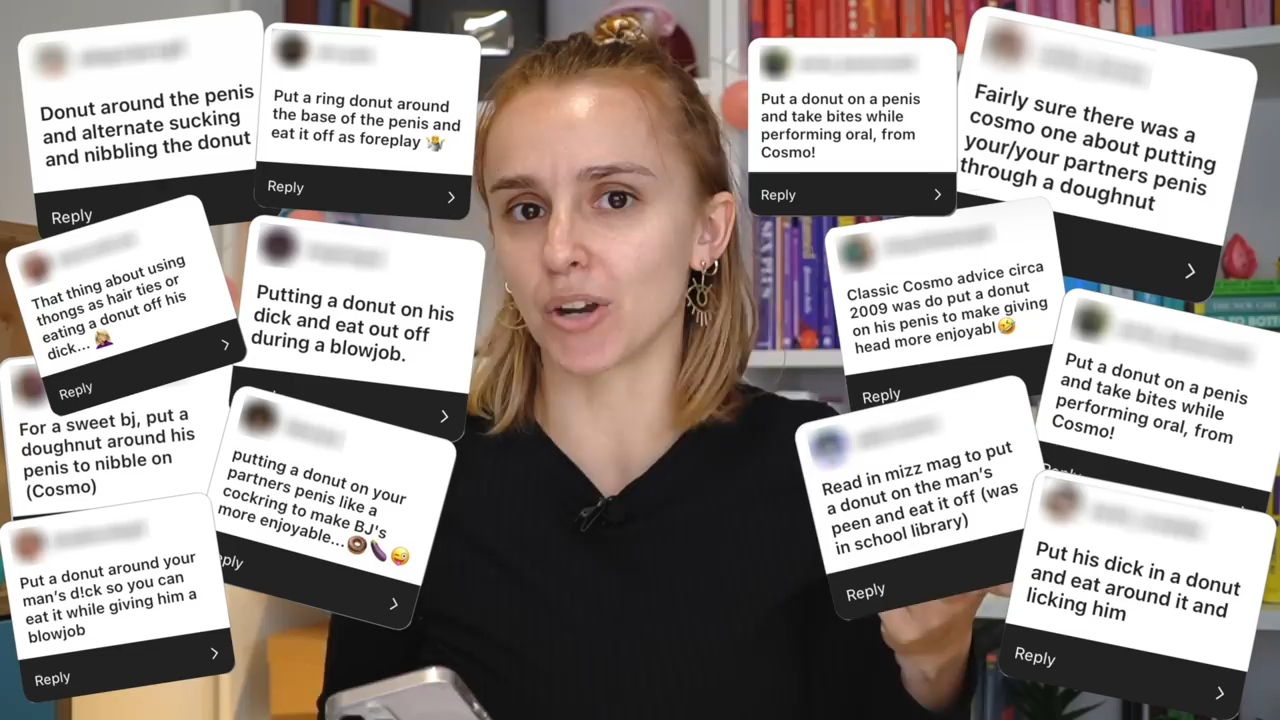 Donut around the penis
and alternate sucking
and nibbling the donut
Reply
Put a ring donut around
the base of the penis and
eat it off as foreplay 🤷‍♀️
Reply
Put a donut on a penis
and take bites while
performing oral, from
Cosmo!
Reply
Fairly sure there was a
cosmo one about putting
your/your partners penis
through a doughnut
That thing about using
thongs as hair ties or
eating a donut off his
dick... 🤦🏼‍♀️
Reply
Putting a donut on his
dick and eat out off
during a blowjob.
Classic Cosmo advice circa
2009 was do put a donut
on his penis to make giving
head more enjoyabl🤣
Reply
Put a donut on a penis
and take bites while
performing oral, from
Cosmo!
Reply
For a sweet bj, put a
doughnut around his
penis to nibble on
(Cosmo)
putting a donut on your
partners penis like a
cockring to make BJ's
more enjoyable...🍩🍆😜
eply
Read in mizz mag to put
a donut on the man's
peen and eat it off (was
in school library)
Reply
Put a donut around your
man's d!ck so you can
eat it while giving him a
blowjob
Reply
Put his dick in a donut
and eat around it and
licking him
Reply